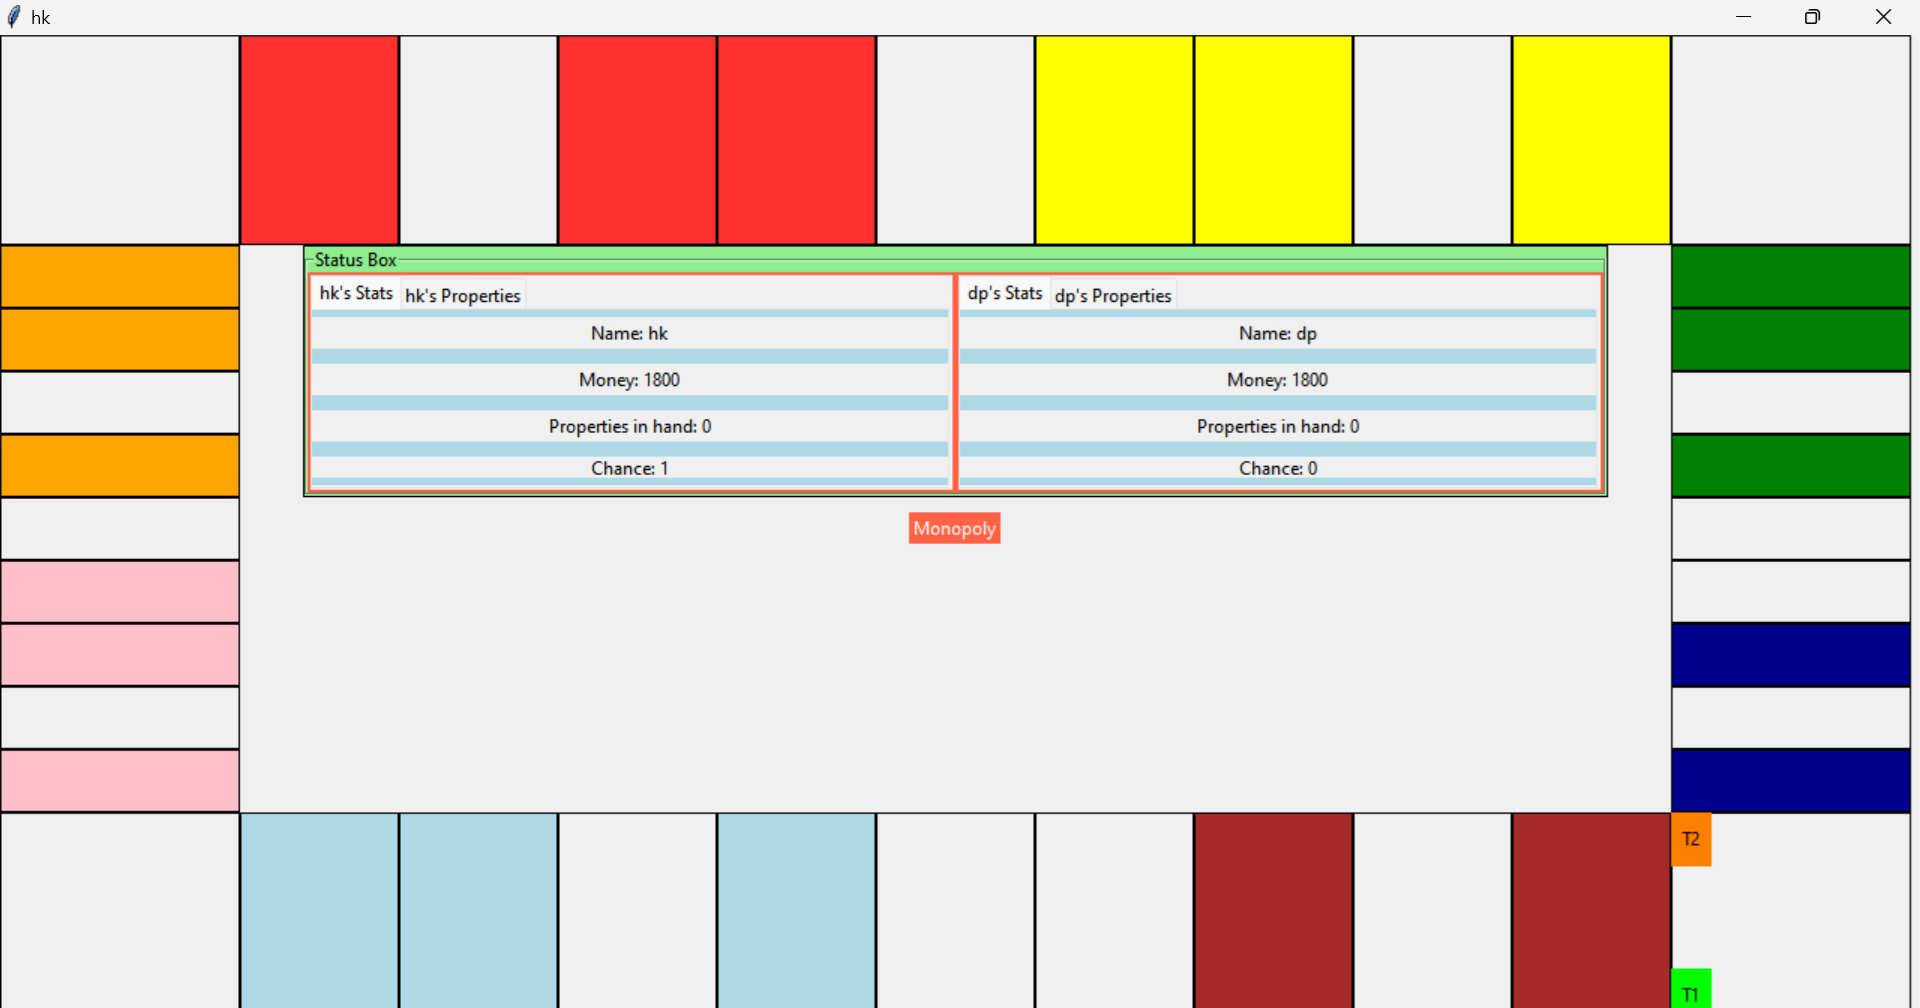 hk
Status Box
hk's Stats hk's Properties
Name: hk
Money: 1800
Properties in hand: 0
Chance: 1
dp's Stats dp's Properties
Name: dp
Money: 1800
Properties in hand: 0
Chance: 0
Monopoly
T2
T1